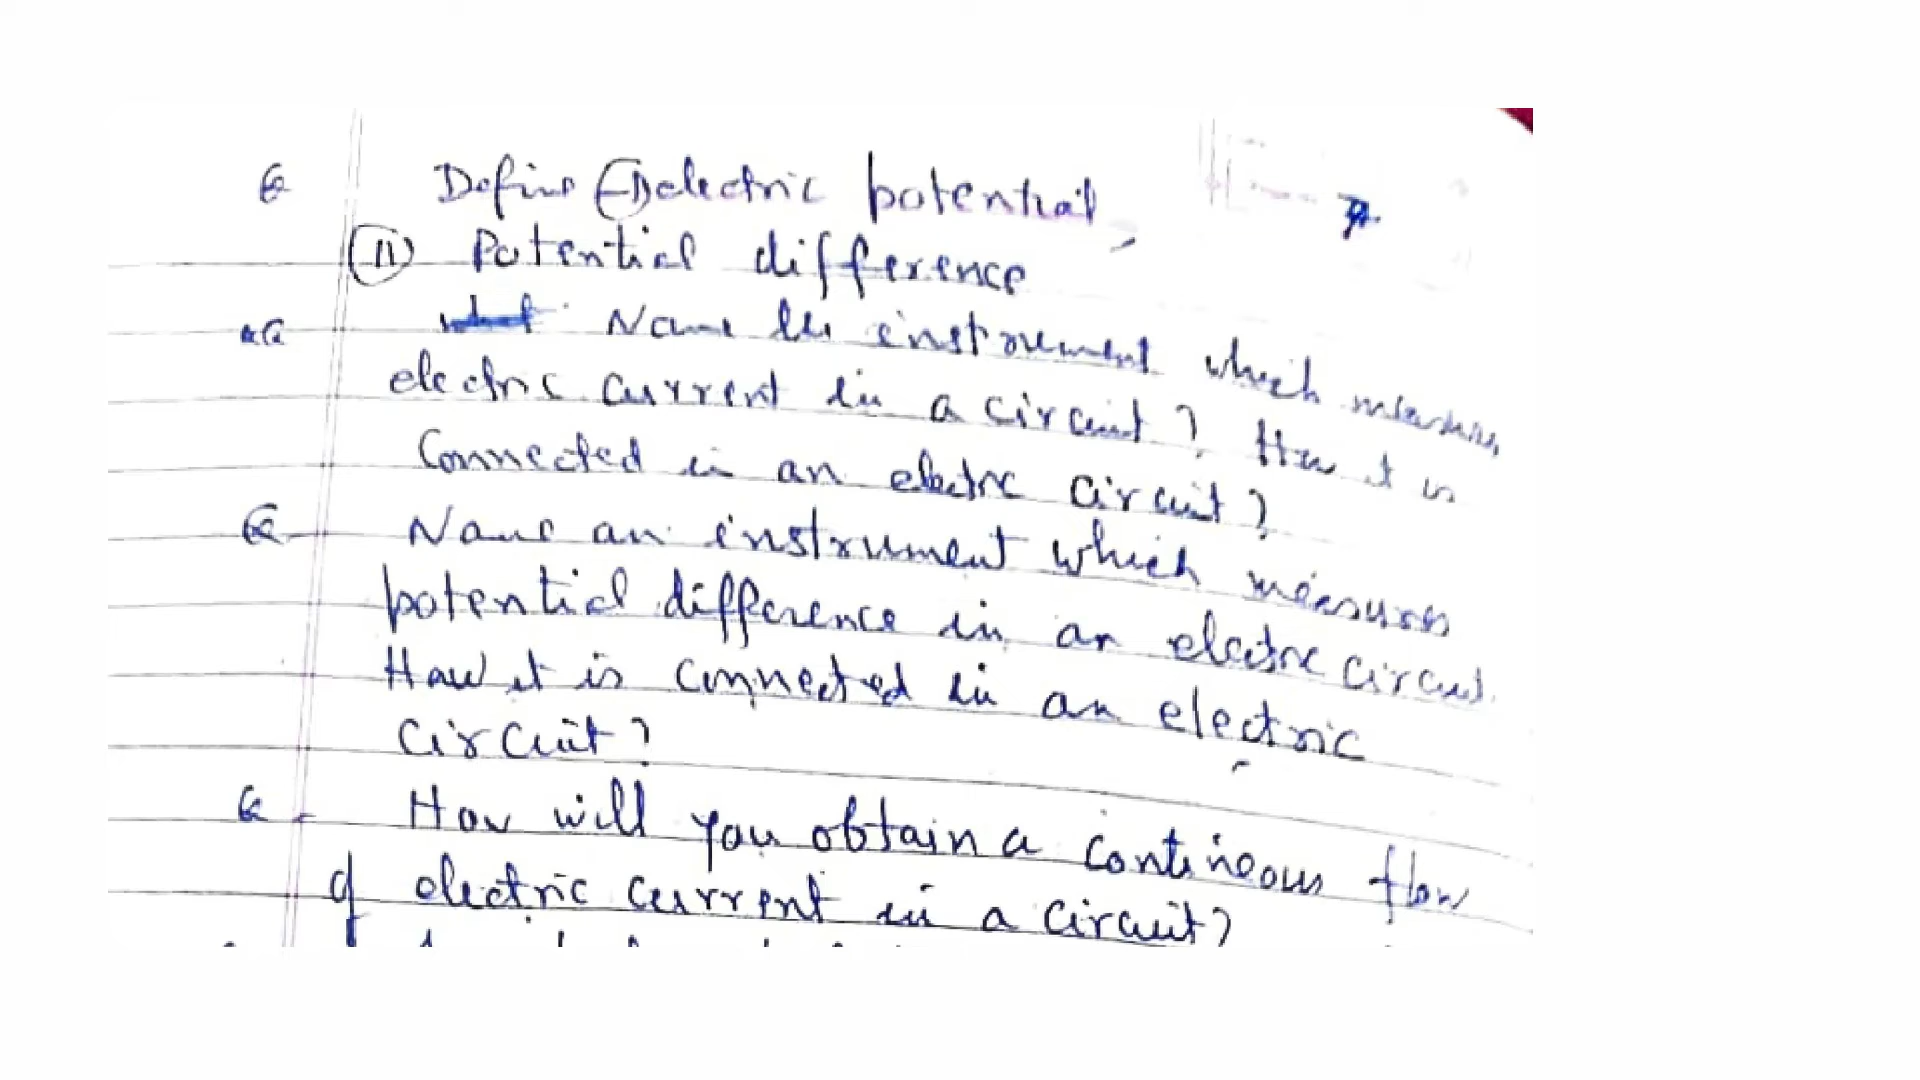 Q Define (I) electric potential,
(II) Potential difference
Q Name the instrument which measures
electric current in a circuit? How it is
Connected in an electric circuit?
Q Name an instrument which measures
potential difference in an electric circuit.
How it is connected in an electric
circuit?
Q. How will you obtain a continoous flow
of electric current in a circuit?